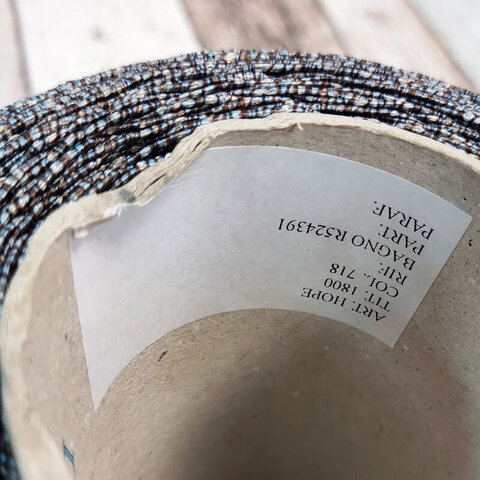 ART: HOPE
TIT: 1800
COL.. 718
RIF:
BAGNO R524391
PART:
PARAF.